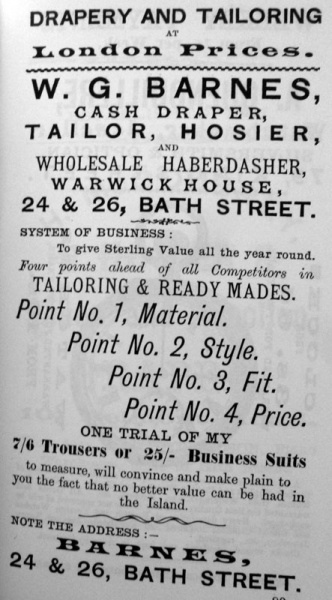 DRAPERY AND TAILORING
AT
London Prices.
W. G. BARNES,
CASH DRAPER,
TAILOR, HOSIER,
AND
WHOLESALE HABERDASHER,
WARWICK HOUSE,
24 & 26, BATH STREET.
SYSTEM OF BUSINESS:
To give Sterling Value all the year round.
Four points ahead of all Competitors in
TAILORING & READY MADES.
Point No. 1, Material.
Point No. 2, Style.
Point No. 3, Fit.
Point No. 4, Price.
ONE TRIAL OF MY
7/6 Trousers or 25/- Business Suits
to measure, will convince and make plain to
you the fact that no better value can be had in
the Island.
NOTE THE ADDRESS:—
BARNES,
24 & 26, BATH STREET.